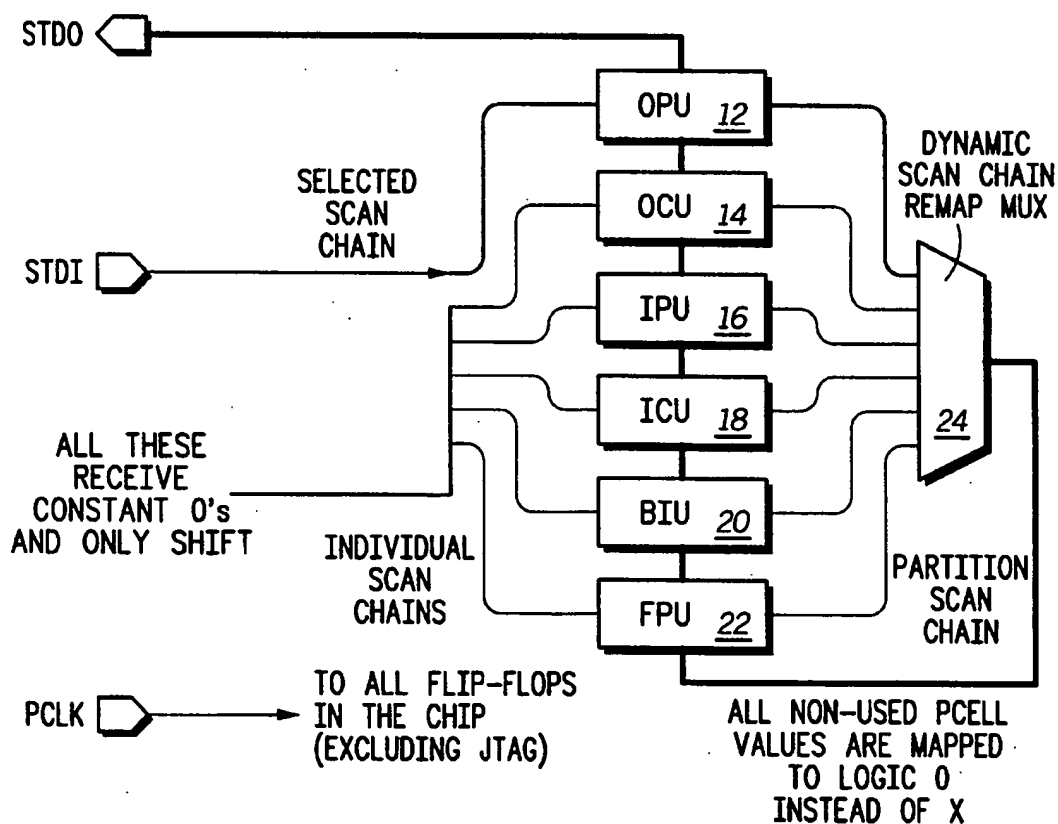 STDO
OPU 12
DYNAMIC
SCAN CHAIN
REMAP MUX
SELECTED
SCAN
CHAIN
OCU 14
STDI
IPU 16
ICU 18
24
ALL THESE
RECEIVE
CONSTANT 0's
AND ONLY SHIFT
BIU 20
INDIVIDUAL
SCAN
CHAINS
PARTITION
SCAN
CHAIN
FPU 22
PCLK
TO ALL FLIP-FLOPS
IN THE CHIP
(EXCLUDING JTAG)
ALL NON-USED PCELL
VALUES ARE MAPPED
TO LOGIC 0
INSTEAD OF X